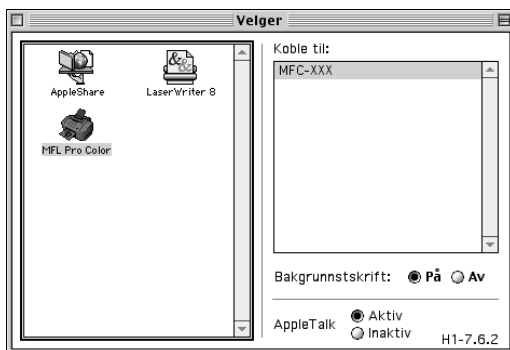 Velger
AppleShare
LaserWriter 8
MFL Pro Color
Koble til:
MFC-XXX
Bakgrunnstskrift: På Av
AppleTalk Aktiv
Inaktiv
H1-7.6.2